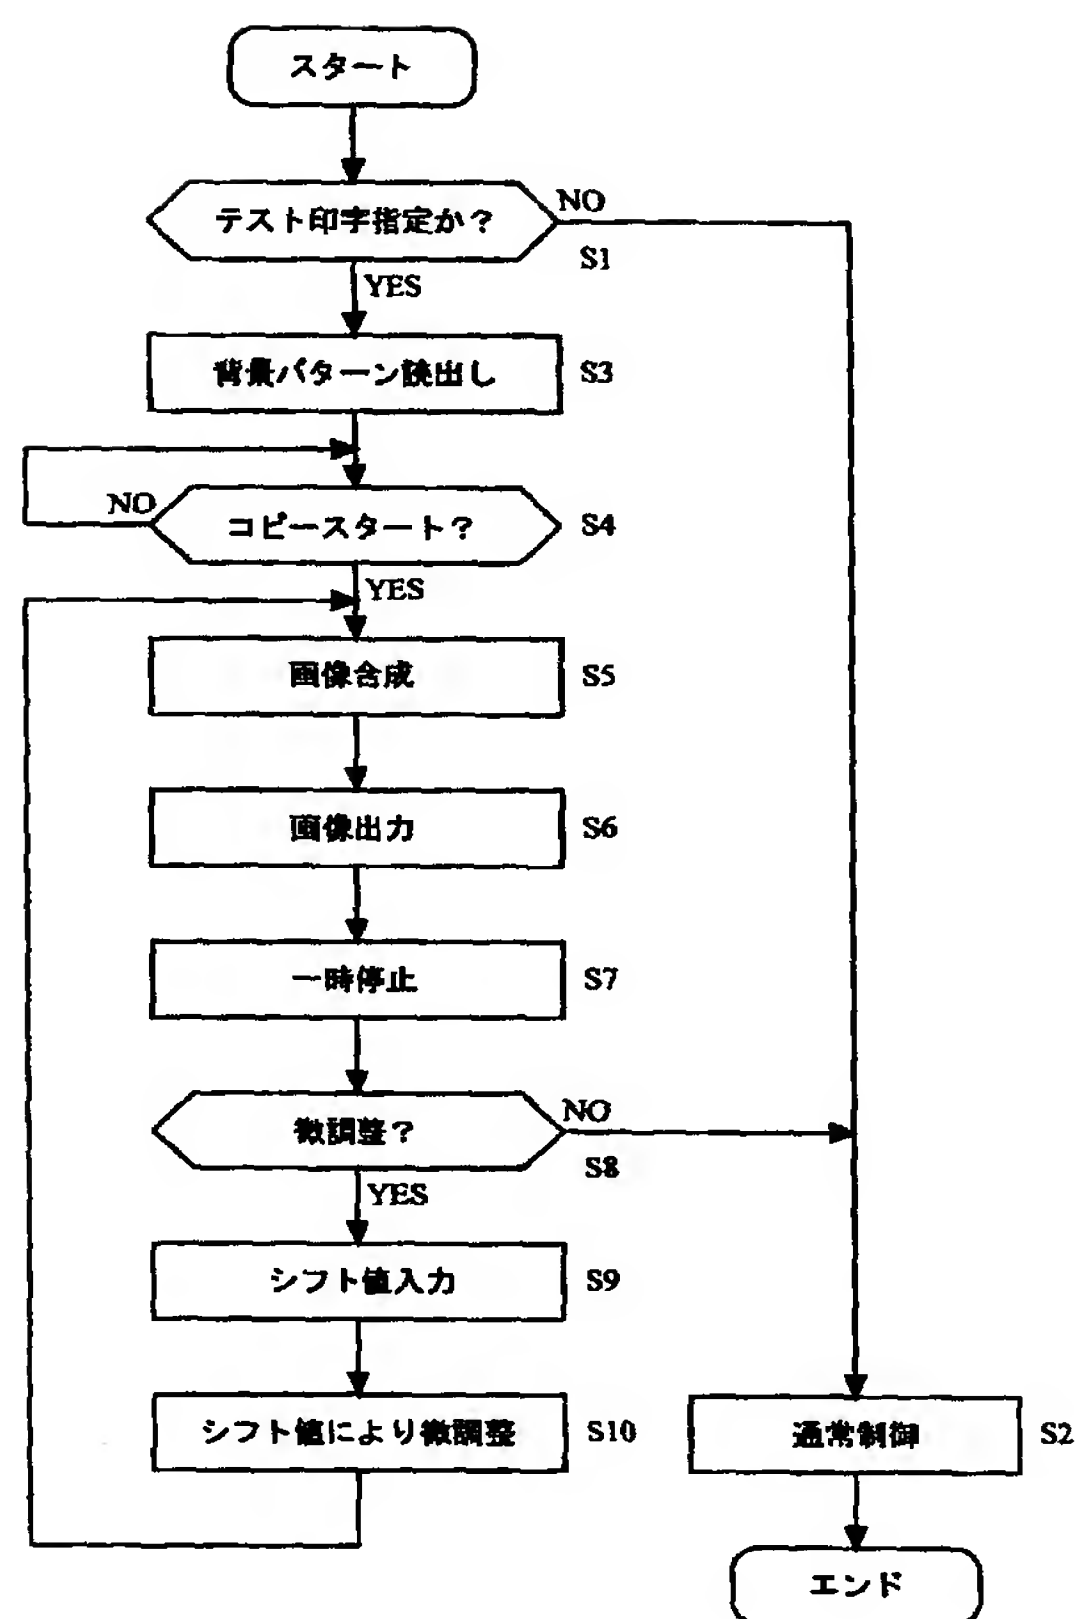 スタート
テスト印字指定か?
NO
S1
YES
背景パターン読出し
S3
NO
コピースタート?
S4
YES
画像合成
S5
画像出力
S6
一時停止
S7
微調整?
NO
S8
YES
シフト値入力
S9
シフト値により微調整
S10
通常制御
S2
エンド